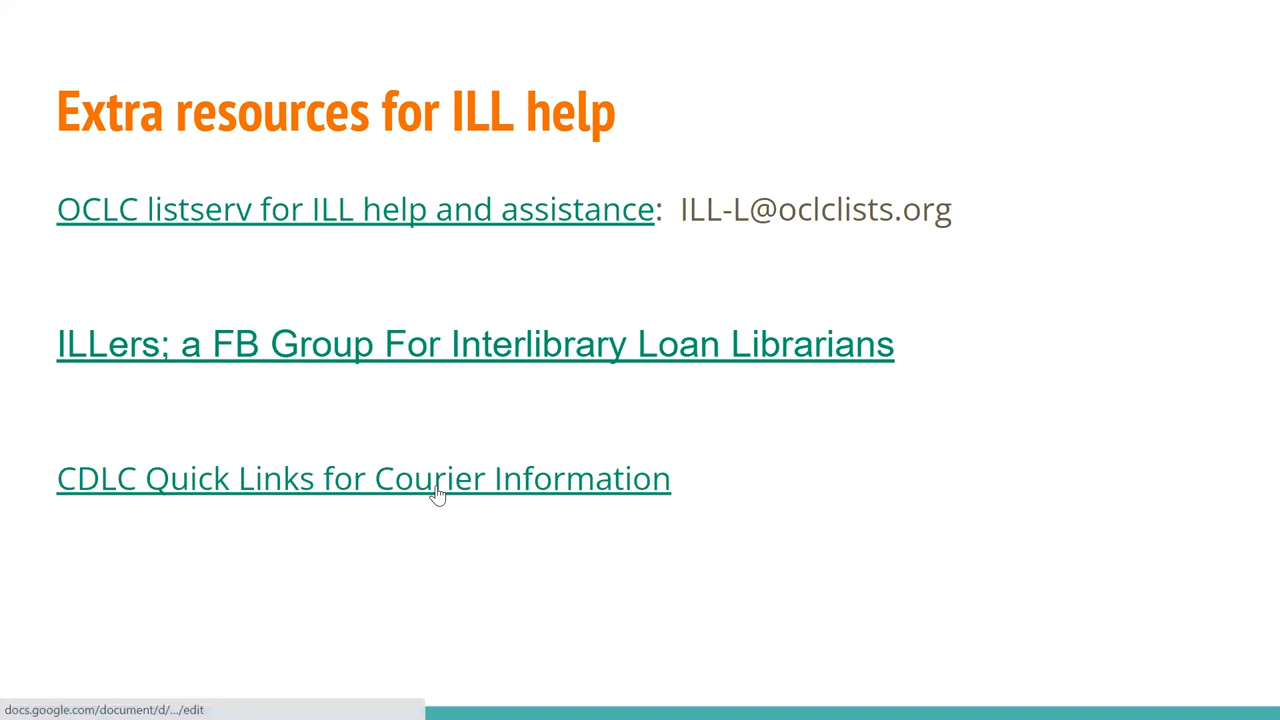 Extra resources for ILL help
OCLC listserv for ILL help and assistance: ILL-L@oclclists.org
ILLers; a FB Group For Interlibrary Loan Librarians
CDLC Quick Links for Courier Information
docs.google.com/document/d/.../edit